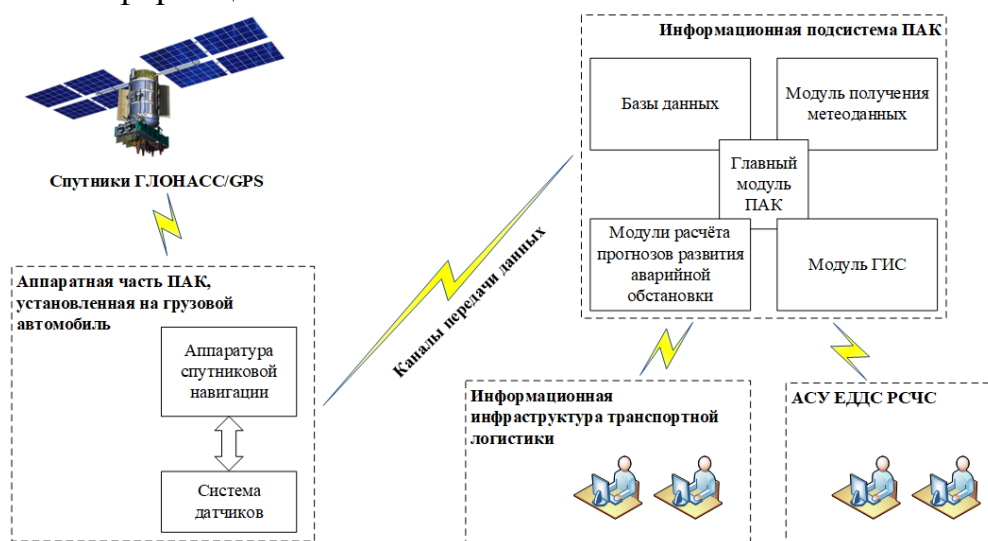 Информационная подсистема ПАК
Базы данных
Модуль получения
метеоданных
Главный
модуль
ПАК
Модули расчёта
прогнозов развития
аварийной
обстановки
Модуль ГИС
Спутники ГЛОНАСС/GPS
Каналы передачи данных
Аппаратная часть ПАК,
установленная на грузовой
автомобиль
Аппаратура
спутниковой
навигации
Система
датчиков
Информационная
инфраструктура транспортной
логистики
АСУ ЕДДС РСЧС